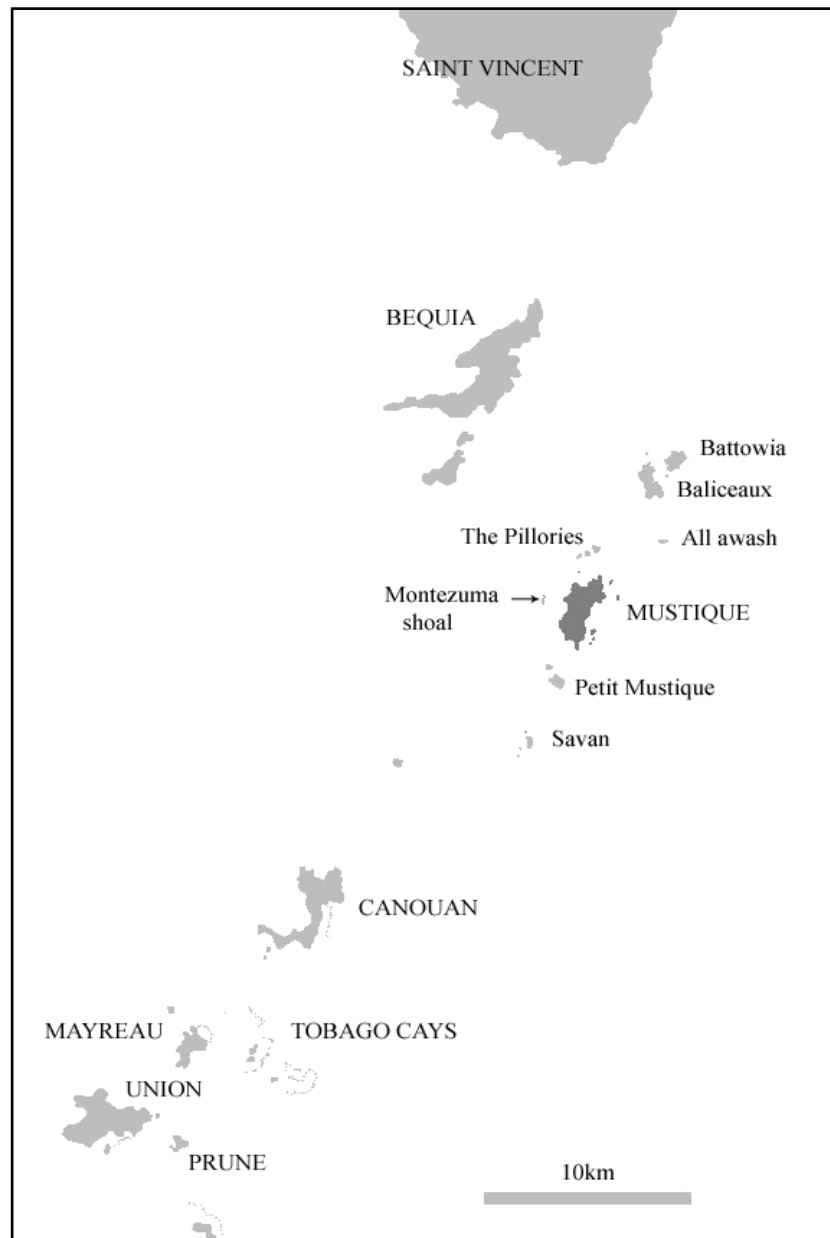 SAINT VINCENT
BEQUIA
Battowia
Baliceaux
The Pillories
All awash
Montezuma
shoal
MUSTIQUE
Petit Mustique
Savan
CANOUAN
MAYREAU
TOBAGO CAYS
UNION
PRUNE
10km